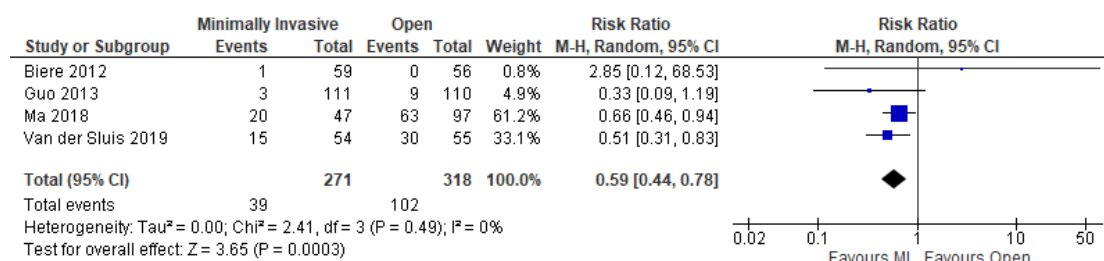 Minimally Invasive Open Risk Ratio Risk Ratio
Study or Subgroup Events Total Events Total Weight M-H, Random, 95% CI M-H, Random, 95% CI
Biere 2012 1 59 0 56 0.8% 2.85 [0.12, 68.53]
Guo 2013 3 111 9 110 4.9% 0.33 [0.09, 1.19]
Ma 2018 20 47 63 97 61.2% 0.66 [0.46, 0.94]
Van der Sluis 2019 15 54 30 55 33.1% 0.51 [0.31, 0.83]
Total (95% CI) 271 318 100.0% 0.59 [0.44, 0.78]
Total events 39 102
Heterogeneity: Tau² = 0.00; Chi² = 2.41, df = 3 (P = 0.49); I² = 0%
Test for overall effect: Z = 3.65 (P = 0.0003)
0.02 0.1 1 10 50
Favours MI Favours Open